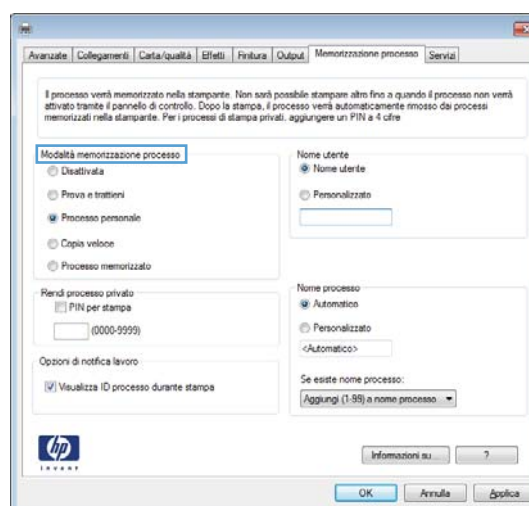 Avanzate Collegamenti Carta/qualità Effetti Finitura Output Memorizzazione processo Servizi
Il processo verrà memorizzato nella stampante. Non sarà possibile stampare altro fino a quando il processo non verrà
attivato tramite il pannello di controllo. Dopo la stampa, il processo verrà automaticamente rimosso dai processi
memorizzati nella stampante. Per i processi di stampa privati, aggiungere un PIN a 4 cifre
Modalità memorizzazione processo
Disattivata
Prova e trattieni
Processo personale
Copia veloce
Processo memorizzato
Nome utente
Nome utente
Personalizzato
Rendi processo privato
PIN per stampa
(0000-9999)
Nome processo
Automatico
Personalizzato
<Automatico>
Opzioni di notifica lavoro
Visualizza ID processo durante stampa
Se esiste nome processo:
Aggiungi (1-99) a nome processo
hp
invent
Informazioni su... ?
OK Annulla Applica